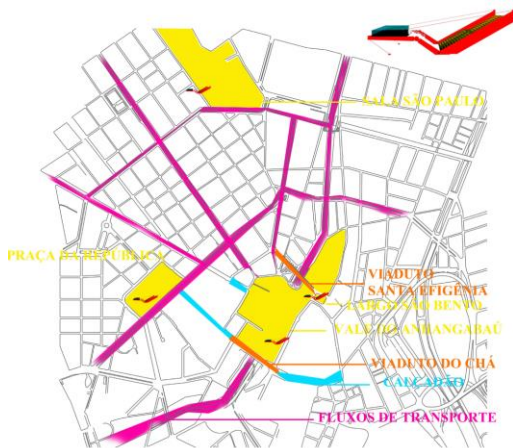 SALA SÃO PAULO
PRAÇA DA REPÚBLICA
VIADUTO
SANTA EFIGÊNIA
LARGO SÃO BENTO
VALE DO ANHANGABAÚ
VIADUTO DO CHÁ
CALÇADÃO
FLUXOS DE TRANSPORTE